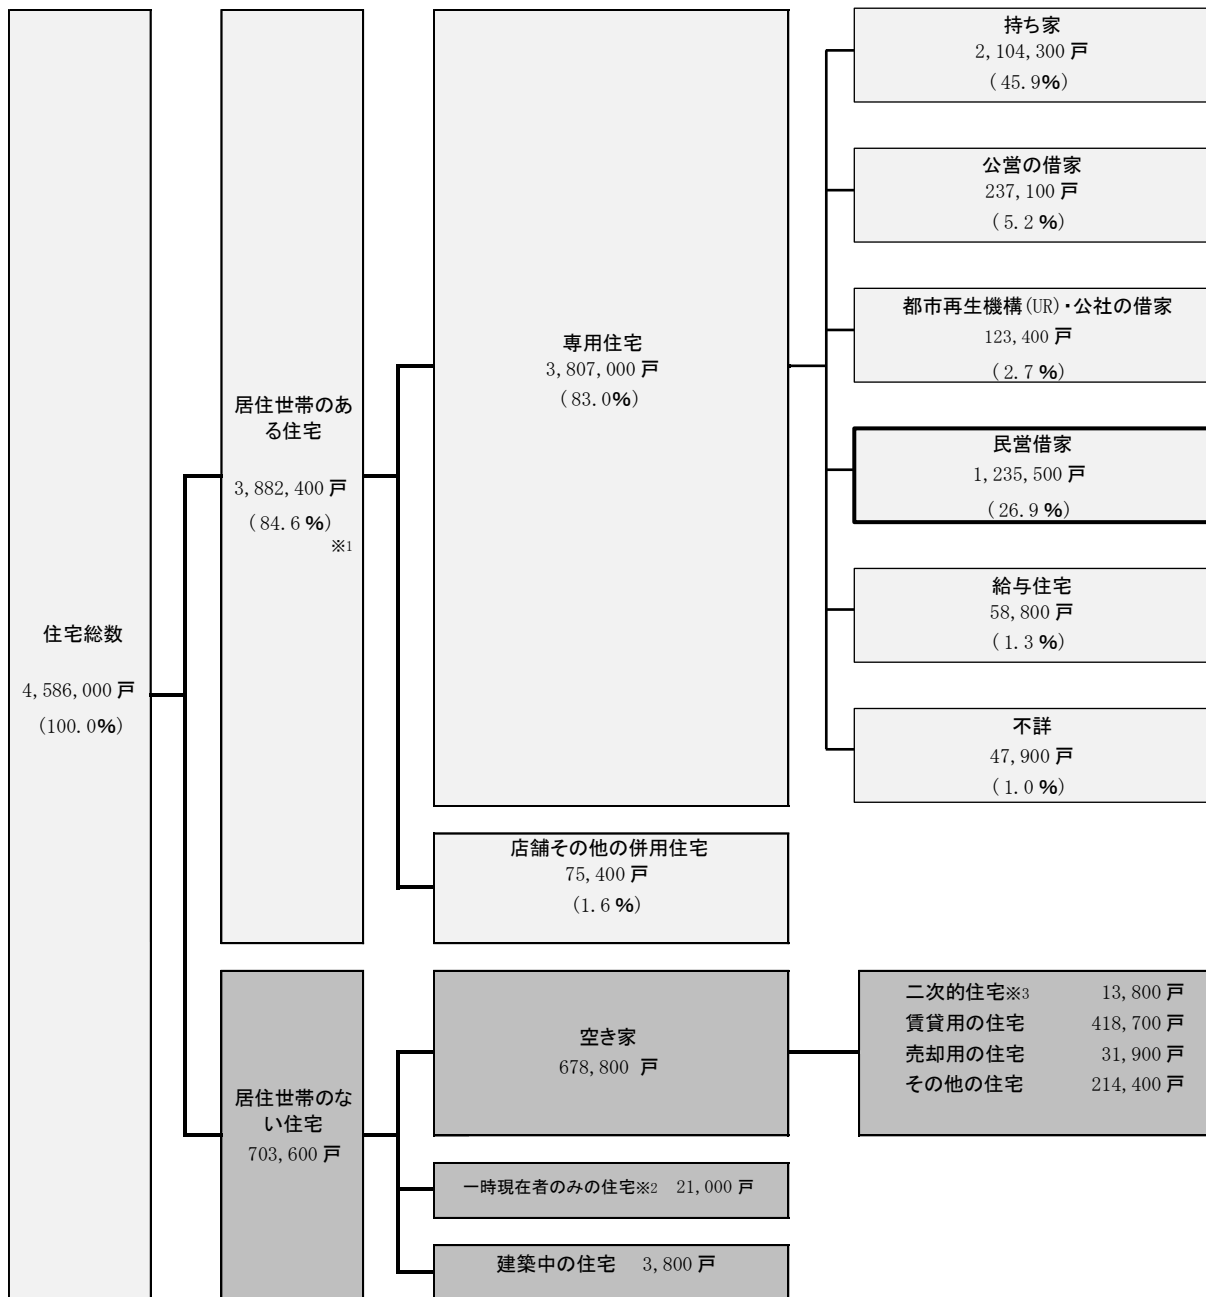 住宅総数
4,586,000 戸
(100.0%)
居住世帯のあ
る住宅
3,882,400 戸
(84.6 %)
※1
専用住宅
3,807,000 戸
(83.0%)
持ち家
2,104,300 戸
(45.9%)
公営の借家
237,100 戸
(5.2 %)
都市再生機構(UR)・公社の借家
123,400 戸
(2.7 %)
民営借家
1,235,500 戸
(26.9 %)
給与住宅
58,800 戸
(1.3 %)
不詳
47,900 戸
(1.0 %)
店舗その他の併用住宅
75,400 戸
(1.6 %)
居住世帯のな
い住宅
703,600 戸
空き家
678,800 戸
二次的住宅※3 13,800 戸
賃貸用の住宅 418,700 戸
売却用の住宅 31,900 戸
その他の住宅 214,400 戸
一時現在者のみの住宅※2 21,000 戸
建築中の住宅 3,800 戸